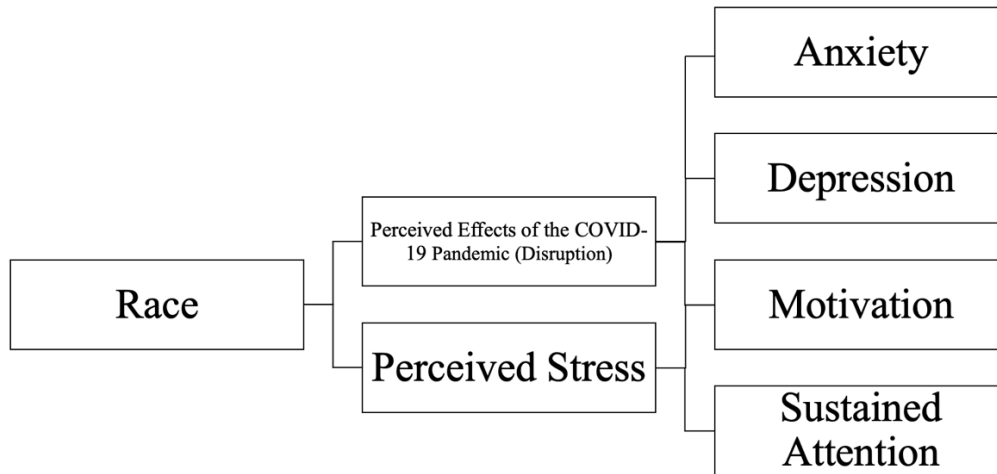 Race
Perceived Effects of the COVID-
19 Pandemic (Disruption)
Perceived Stress
Anxiety
Depression
Motivation
Sustained
Attention